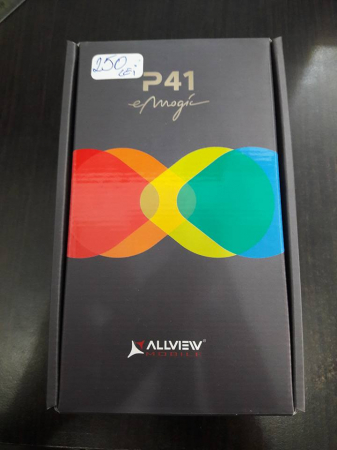 250
LEi
P41
eMagic
ALLVIEW®
MOBILE